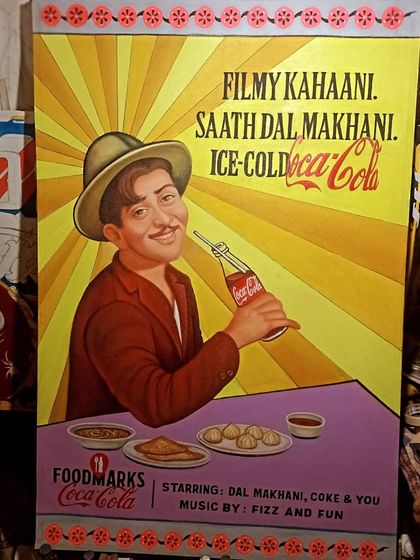 FILMY KAHAANI.
SAATH DAL MAKHANI.
ICE-COLD Coca-Cola
Coca-Cola
FOODMARKS
Coca-Cola
STARRING: DAL MAKHANI, COKE & YOU
MUSIC BY: FIZZ AND FUN